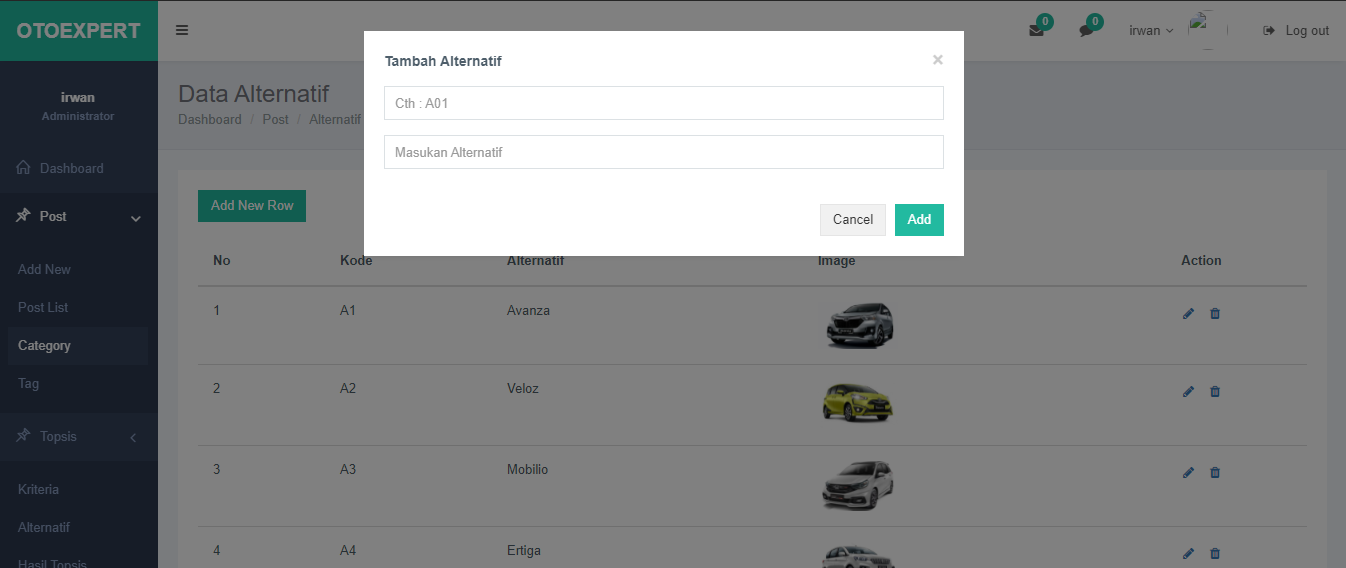 OTOEXPERT
0
0
irwan
Log out
irwan
Administrator
Dashboard
Post
Add New
Post List
Category
Tag
Topsis
Kriteria
Alternatif
Hasil Topsis
Data Alternatif
Dashboard / Post / Alternatif
Tambah Alternatif
×
Cth : A01
Masukan Alternatif
Cancel Add
Add New Row
No Kode Alternatif Image Action
1 A1 Avanza
2 A2 Veloz
3 A3 Mobilio
4 A4 Ertiga